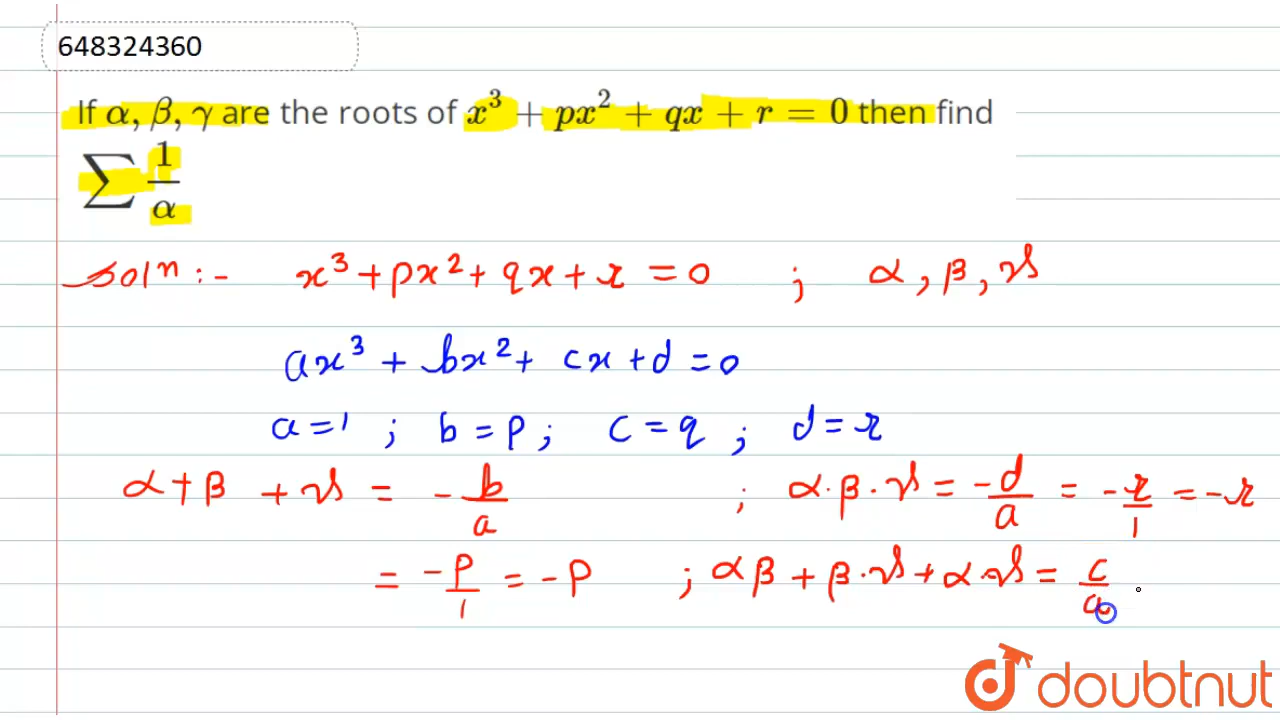 648324360
If α, β, γ are the roots of x³ + px² + qx + r = 0 then find
∑ 1/α
Solⁿ :- x³ + px² + qx + r = 0 ; α, β, γ
ax³ + bx² + cx + d = 0
a = 1 ; b = p ; c = q ; d = r
α + β + γ = -b/a ; α·β·γ = -d/a = -r/1 = -r
= -p/1 = -p ; αβ + β·γ + α·γ = c/a
doubtnut